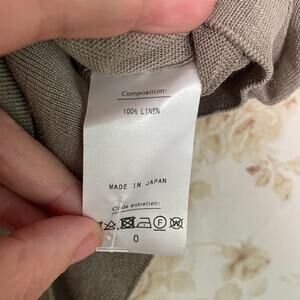 Composition:
100% LINEN
MADE IN JAPAN
Code entretien:
F W
0